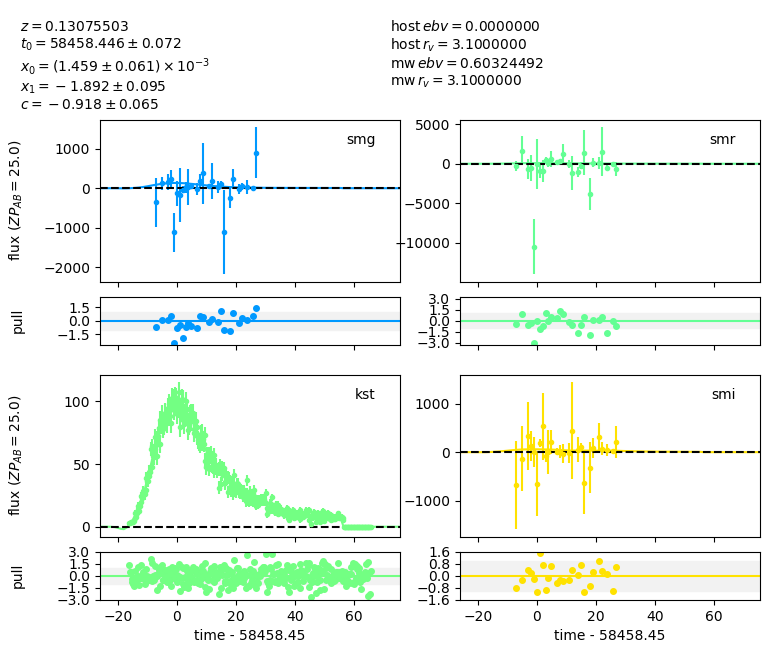 z = 0.13075503
t₀ = 58458.446 ± 0.072
x₀ = (1.459 ± 0.061) × 10⁻³
x₁ = −1.892 ± 0.095
c = −0.918 ± 0.065
host ebv = 0.0000000
host r_v = 3.1000000
mw ebv = 0.60324492
mw r_v = 3.1000000
smg
flux (ZP_AB = 25.0)
1000
0
−1000
−2000
smr
5000
0
−5000
−10000
pull
1.5
0.0
−1.5
3.0
1.5
0.0
−1.5
−3.0
kst
flux (ZP_AB = 25.0)
100
50
0
smi
1000
0
−1000
pull
3.0
1.5
0.0
−1.5
−3.0
−20 0 20 40 60
time - 58458.45
1.6
0.8
0.0
−0.8
−1.6
−20 0 20 40 60
time - 58458.45